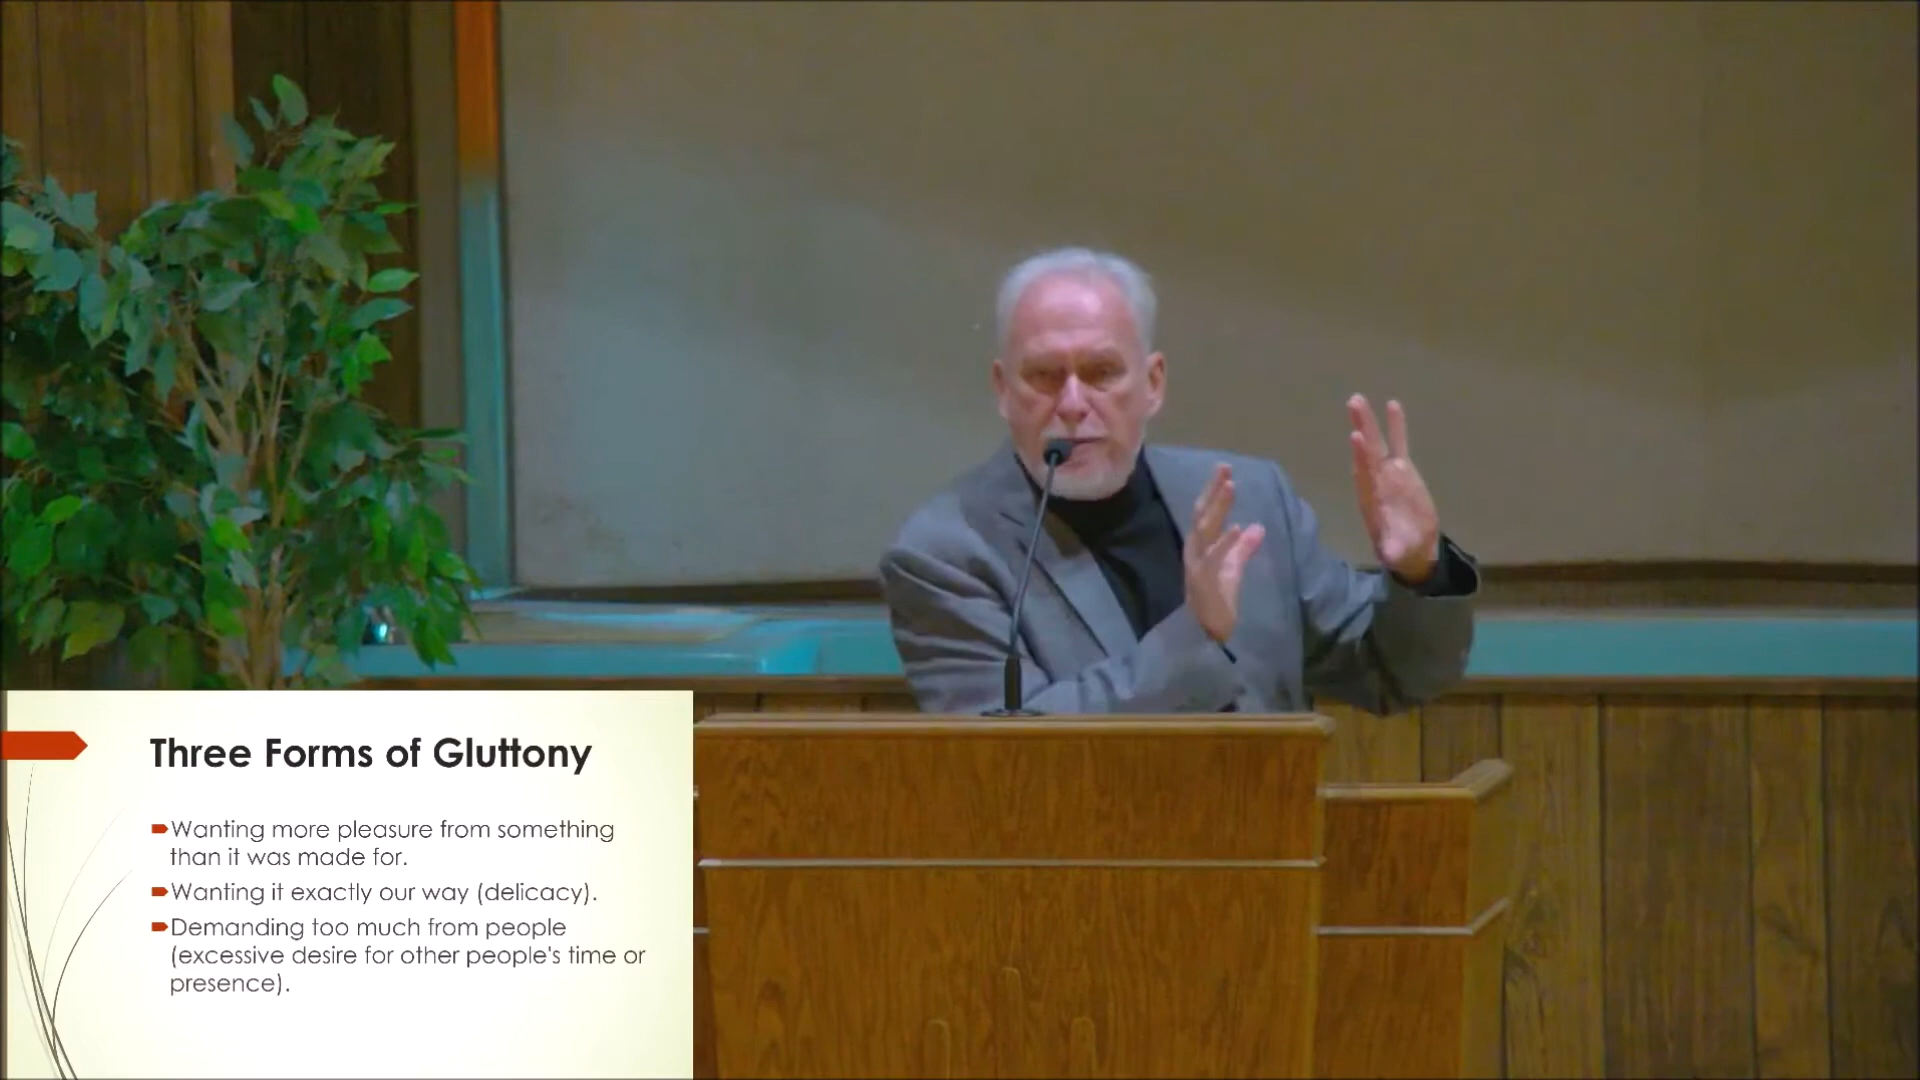 Three Forms of Gluttony
Wanting more pleasure from something
than it was made for.
Wanting it exactly our way (delicacy).
Demanding too much from people
(excessive desire for other people's time or
presence).